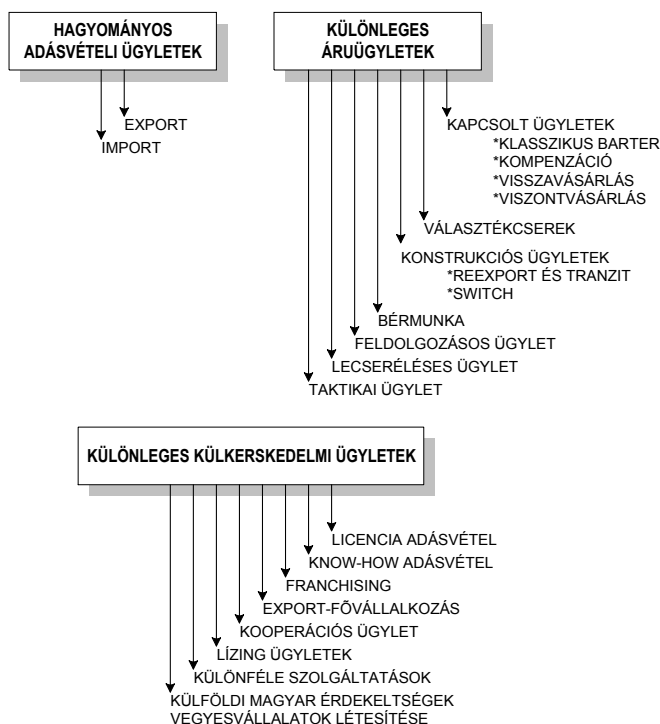 HAGYOMÁNYOS
ADÁSVÉTELI ÜGYLETEK
EXPORT
IMPORT
KÜLÖNLEGES
ÁRUÜGYLETEK
KAPCSOLT ÜGYLETEK
*KLASSZIKUS BARTER
*KOMPENZÁCIÓ
*VISSZAVÁSÁRLÁS
*VISZONTVÁSÁRLÁS
VÁLASZTÉKCSEREK
KONSTRUKCIÓS ÜGYLETEK
*REEXPORT ÉS TRANZIT
*SWITCH
BÉRMUNKA
FELDOLGOZÁSOS ÜGYLET
LECSERÉLÉSES ÜGYLET
TAKTIKAI ÜGYLET
KÜLÖNLEGES KÜLKERSKEDELMI ÜGYLETEK
LICENCIA ADÁSVÉTEL
KNOW-HOW ADÁSVÉTEL
FRANCHISING
EXPORT-FÕVÁLLALKOZÁS
KOOPERÁCIÓS ÜGYLET
LÍZING ÜGYLETEK
KÜLÖNFÉLE SZOLGÁLTATÁSOK
KÜLFÖLDI MAGYAR ÉRDEKELTSÉGEK
VEGYESVÁLLALATOK LÉTESÍTÉSE